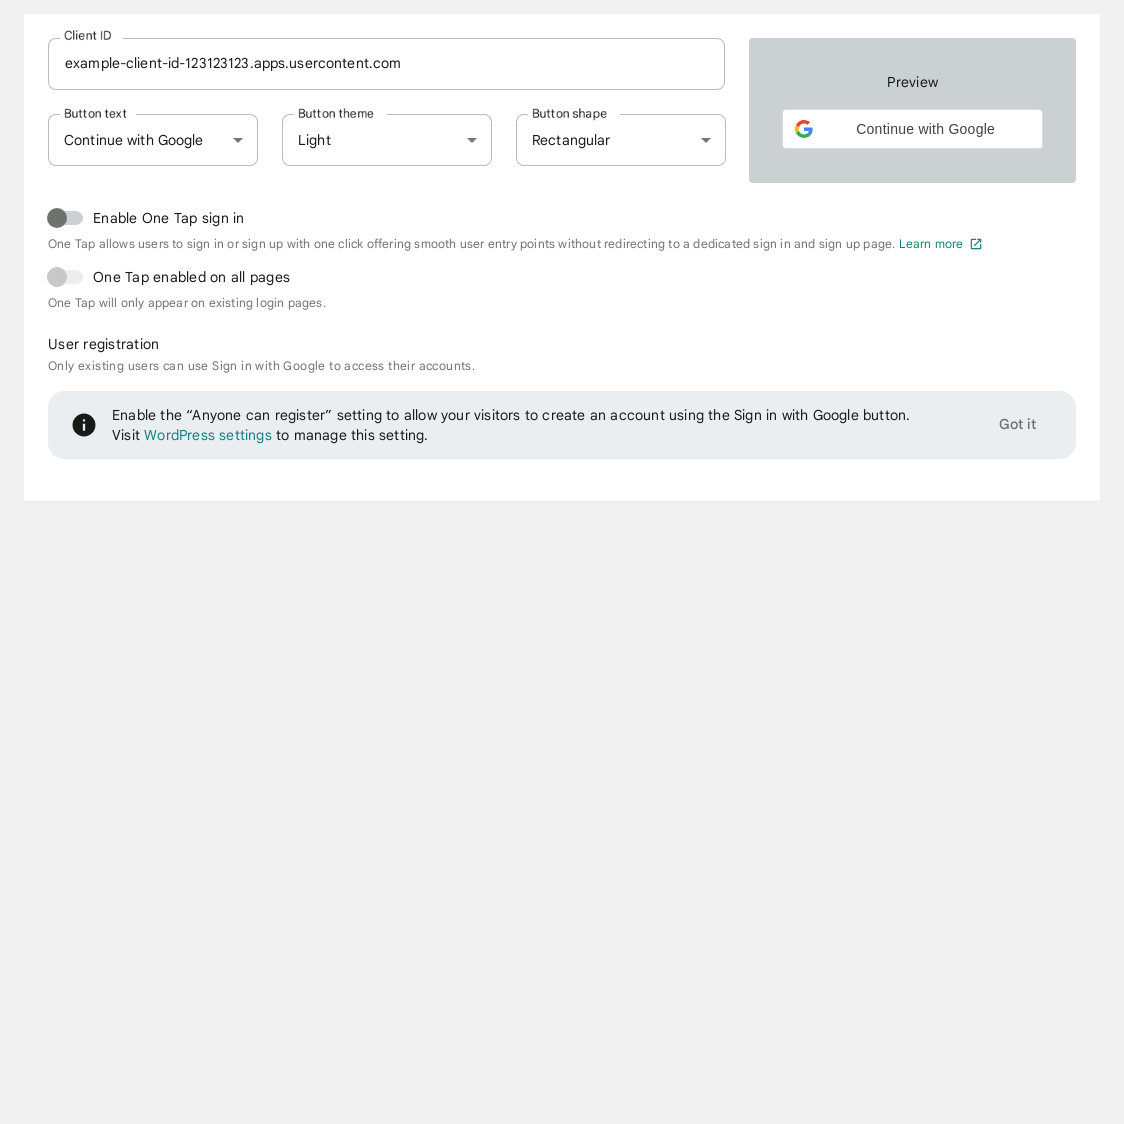 Client ID
example-client-id-123123123.apps.usercontent.com
Button text
Continue with Google
Button theme
Light
Button shape
Rectangular
Preview
Continue with Google
Enable One Tap sign in
One Tap allows users to sign in or sign up with one click offering smooth user entry points without redirecting to a dedicated sign in and sign up page. Learn more
One Tap enabled on all pages
One Tap will only appear on existing login pages.
User registration
Only existing users can use Sign in with Google to access their accounts.
Enable the “Anyone can register” setting to allow your visitors to create an account using the Sign in with Google button.
Visit WordPress settings to manage this setting.
Got it